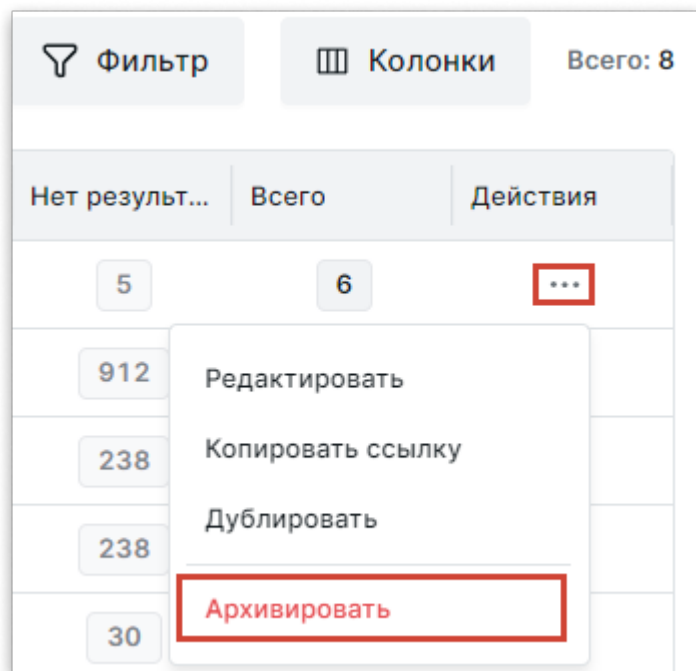 Фильтр Колонки Всего: 8
Нет результ... Всего Действия
5 6 ...
912
Редактировать
238
Копировать ссылку
238
Дублировать
30
Архивировать